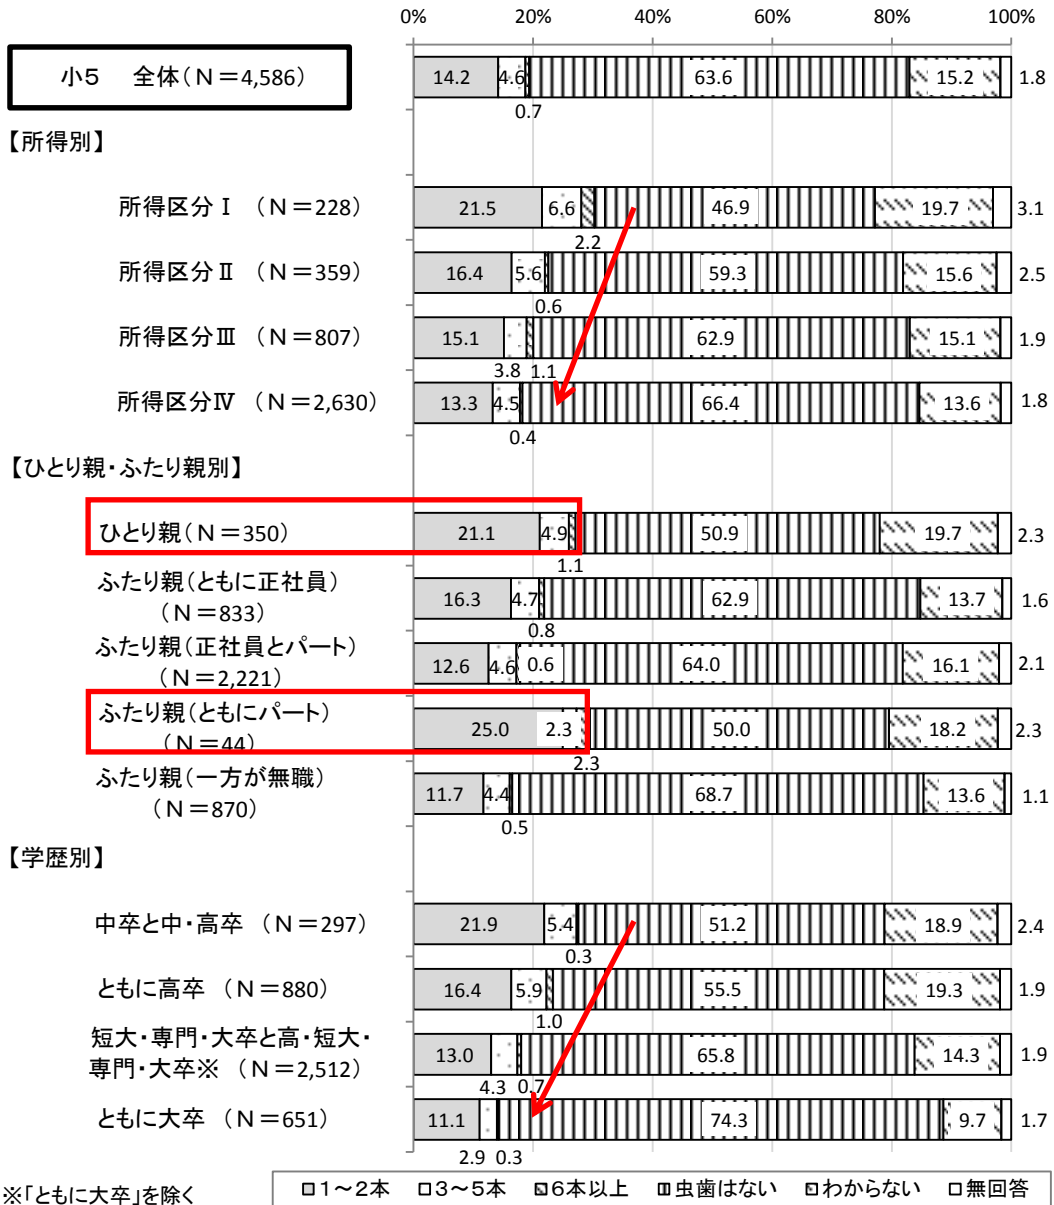 0% 20% 40% 60% 80% 100%
小5 全体(N=4,586) 14.2 4.6 63.6 15.2 1.8
0.7
【所得別】
所得区分Ⅰ (N=228) 21.5 6.6 46.9 19.7 3.1
2.2
所得区分Ⅱ (N=359) 16.4 5.6 59.3 15.6 2.5
0.6
所得区分Ⅲ (N=807) 15.1 62.9 15.1 1.9
3.8 1.1
所得区分Ⅳ (N=2,630) 13.3 4.5 66.4 13.6 1.8
0.4
【ひとり親・ふたり親別】
ひとり親(N=350) 21.1 4.9 50.9 19.7 2.3
1.1
ふたり親(ともに正社員)
(N=833) 16.3 4.7 62.9 13.7 1.6
0.8
ふたり親(正社員とパート)
(N=2,221) 12.6 4.6 0.6 64.0 16.1 2.1
ふたり親(ともにパート)
(N=44) 25.0 2.3 50.0 18.2 2.3
2.3
ふたり親(一方が無職)
(N=870) 11.7 4.4 68.7 13.6 1.1
0.5
【学歴別】
中卒と中・高卒 (N=297) 21.9 5.4 51.2 18.9 2.4
0.3
ともに高卒 (N=880) 16.4 5.9 55.5 19.3 1.9
1.0
短大・専門・大卒と高・短大・
専門・大卒※ (N=2,512) 13.0 65.8 14.3 1.9
4.3 0.7
ともに大卒 (N=651) 11.1 74.3 9.7 1.7
2.9 0.3
※「ともに大卒」を除く
1~2本 3~5本 6本以上 虫歯はない わからない 無回答